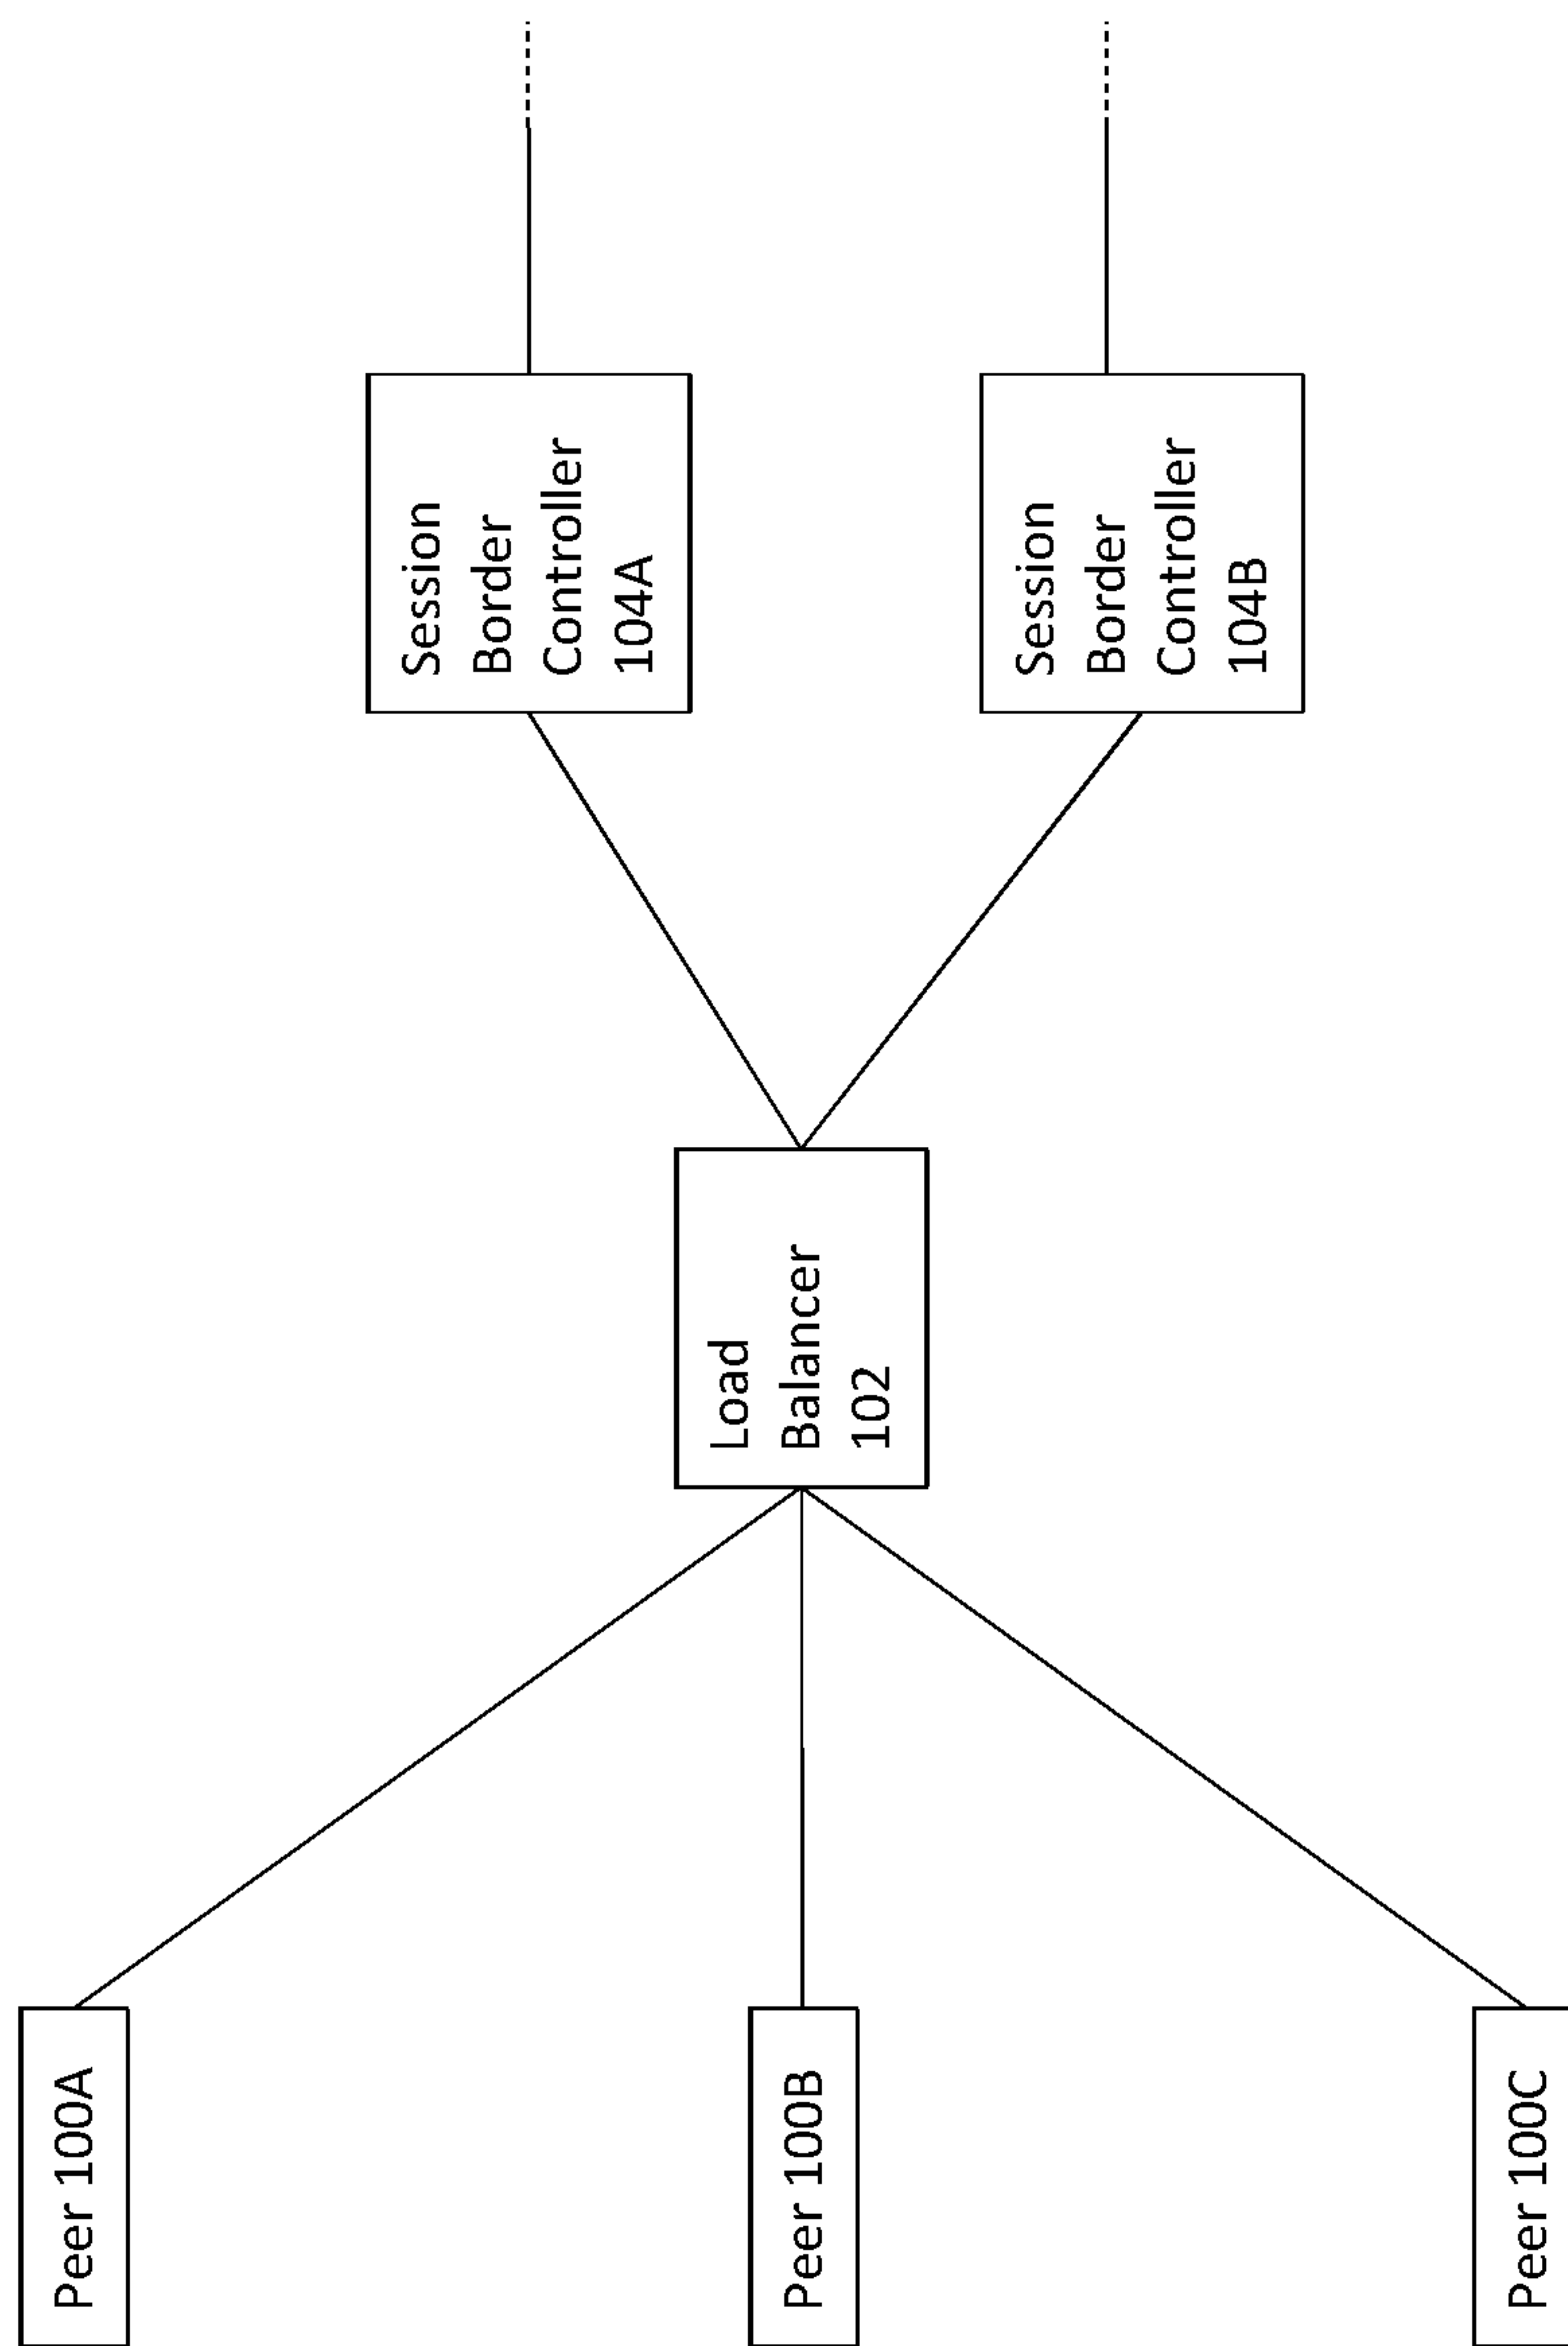 Peer 100A
Peer 100B
Peer 100C
Load
Balancer
102
Session
Border
Controller
104A
Session
Border
Controller
104B